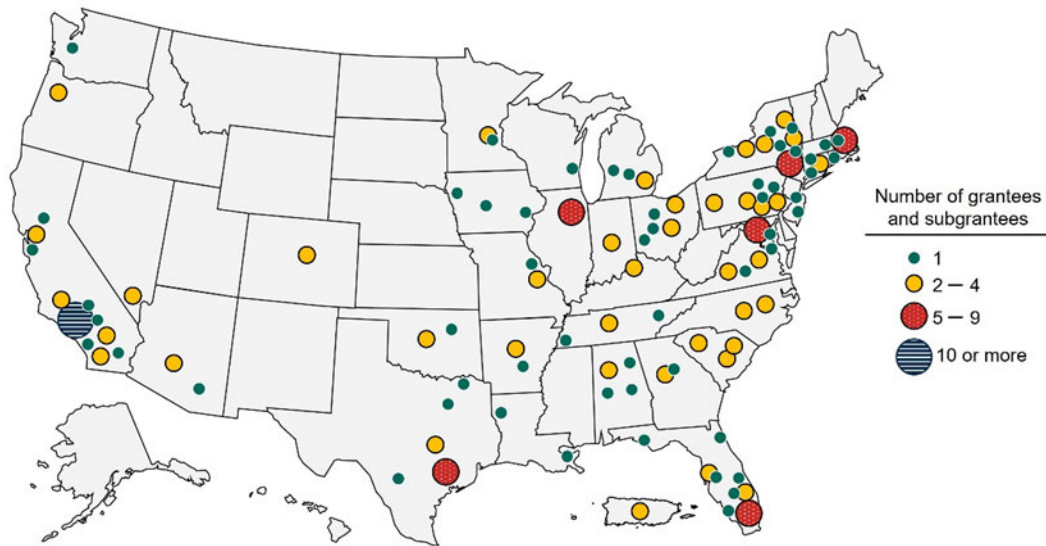 Number of grantees
and subgrantees
1
2 — 4
5 — 9
10 or more